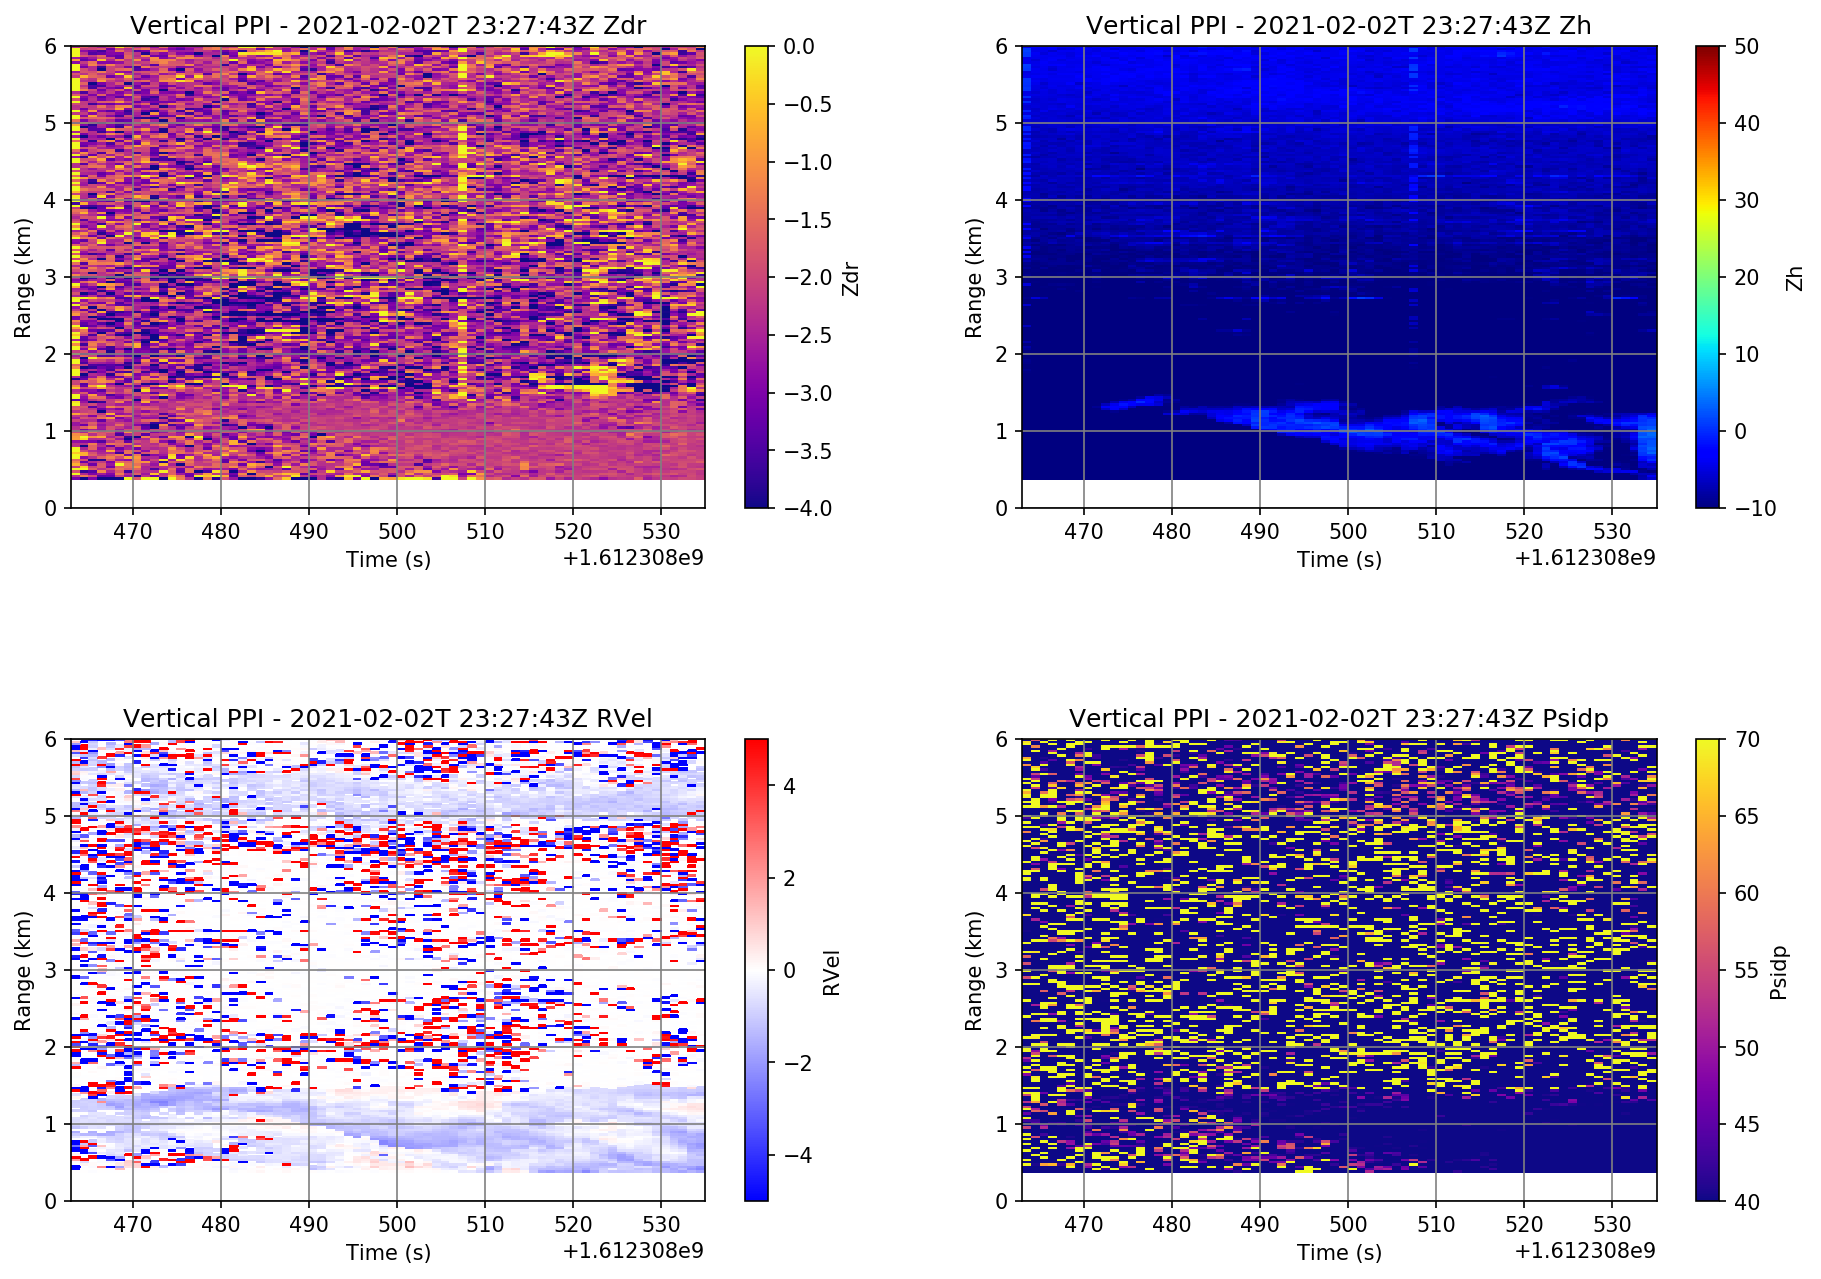 Vertical PPI - 2021-02-02T 23:27:43Z Zdr
6
5
4
3
2
1
0
Range (km)
470 480 490 500 510 520 530
Time (s)
+1.612308e9
0.0
−0.5
−1.0
−1.5
−2.0
−2.5
−3.0
−3.5
−4.0
Zdr
Vertical PPI - 2021-02-02T 23:27:43Z Zh
6
5
4
3
2
1
0
Range (km)
470 480 490 500 510 520 530
Time (s)
+1.612308e9
50
40
30
20
10
0
−10
Zh
Vertical PPI - 2021-02-02T 23:27:43Z RVel
6
5
4
3
2
1
0
Range (km)
470 480 490 500 510 520 530
Time (s)
+1.612308e9
4
2
0
−2
−4
RVel
Vertical PPI - 2021-02-02T 23:27:43Z Psidp
6
5
4
3
2
1
0
Range (km)
470 480 490 500 510 520 530
Time (s)
+1.612308e9
70
65
60
55
50
45
40
Psidp